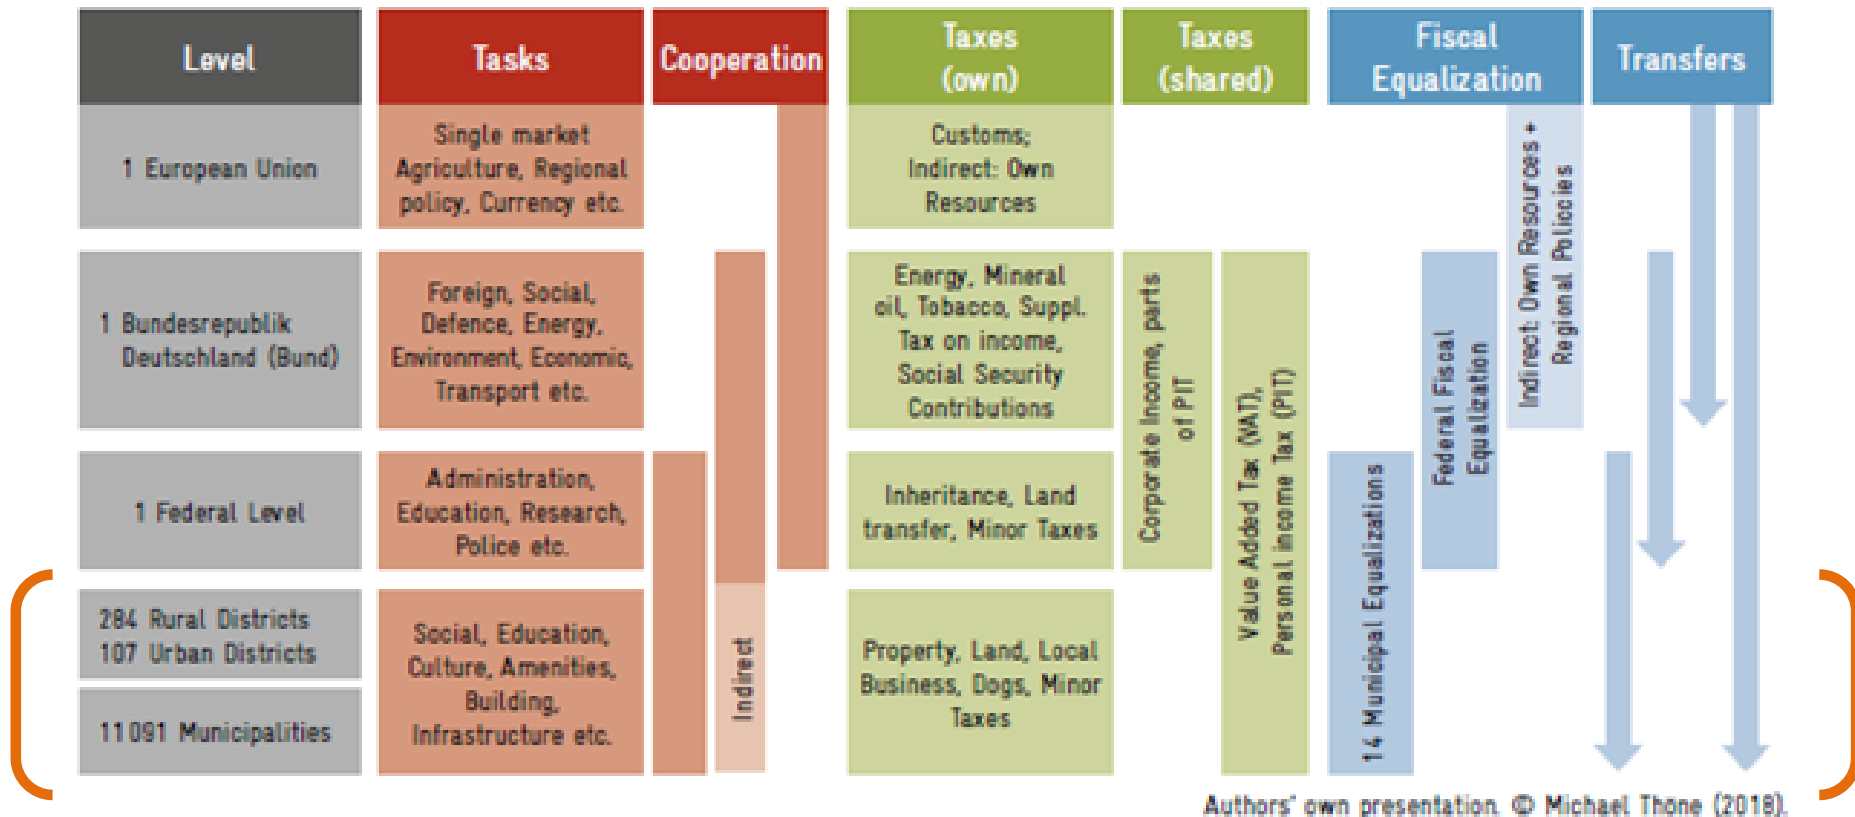 Level
Tasks
Cooperation
Taxes
(own)
Taxes
(shared)
Fiscal
Equalization
Transfers
1 European Union
Single market
Agriculture, Regional
policy, Currency etc.
Customs;
Indirect: Own
Resources
Indirect: Own Resources +
Regional Policies
1 Bundesrepublik
Deutschland (Bund)
Foreign, Social,
Defence, Energy,
Environment, Economic,
Transport etc.
Energy, Mineral
oil, Tobacco, Suppl.
Tax on income,
Social Security
Contributions
Corporate Income, parts
of PIT
Value Added Tax (VAT),
Personal income Tax (PIT)
Federal Fiscal
Equalization
1 Federal Level
Administration,
Education, Research,
Police etc.
Inheritance, Land
transfer, Minor Taxes
14 Municipal Equalizations
284 Rural Districts
107 Urban Districts
11 091 Municipalities
Social, Education,
Culture, Amenities,
Building,
Infrastructure etc.
Indirect
Property, Land, Local
Business, Dogs, Minor
Taxes
Authors' own presentation. © Michael Thöne (2018).